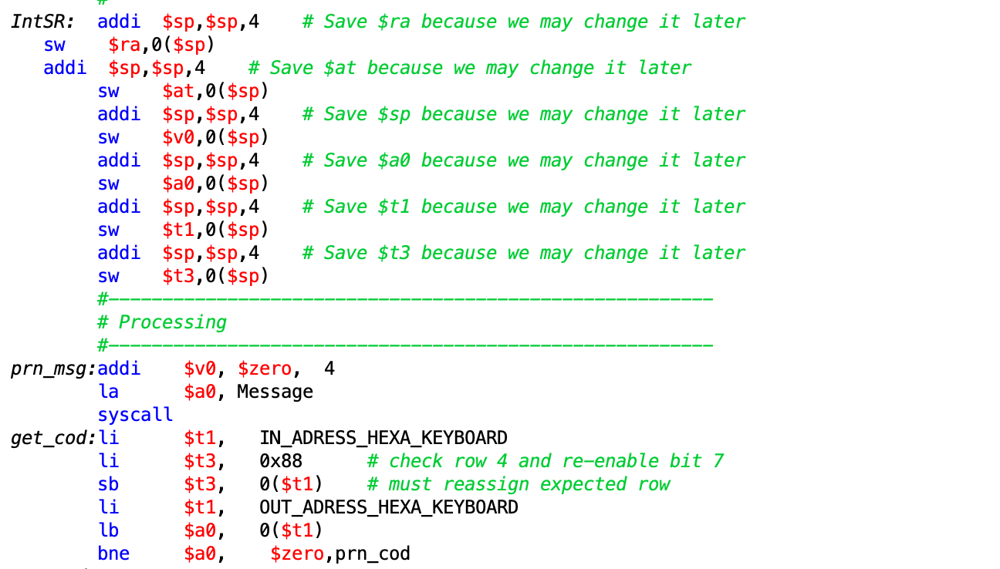 #
IntSR: addi $sp,$sp,4 # Save $ra because we may change it later
sw $ra,0($sp)
addi $sp,$sp,4 # Save $at because we may change it later
sw $at,0($sp)
addi $sp,$sp,4 # Save $sp because we may change it later
sw $v0,0($sp)
addi $sp,$sp,4 # Save $a0 because we may change it later
sw $a0,0($sp)
addi $sp,$sp,4 # Save $t1 because we may change it later
sw $t1,0($sp)
addi $sp,$sp,4 # Save $t3 because we may change it later
sw $t3,0($sp)
#--------------------------------------------------------
# Processing
#--------------------------------------------------------
prn_msg:addi $v0, $zero, 4
la $a0, Message
syscall
get_cod:li $t1, IN_ADRESS_HEXA_KEYBOARD
li $t3, 0x88 # check row 4 and re-enable bit 7
sb $t3, 0($t1) # must reassign expected row
li $t1, OUT_ADRESS_HEXA_KEYBOARD
lb $a0, 0($t1)
bne $a0, $zero,prn_cod